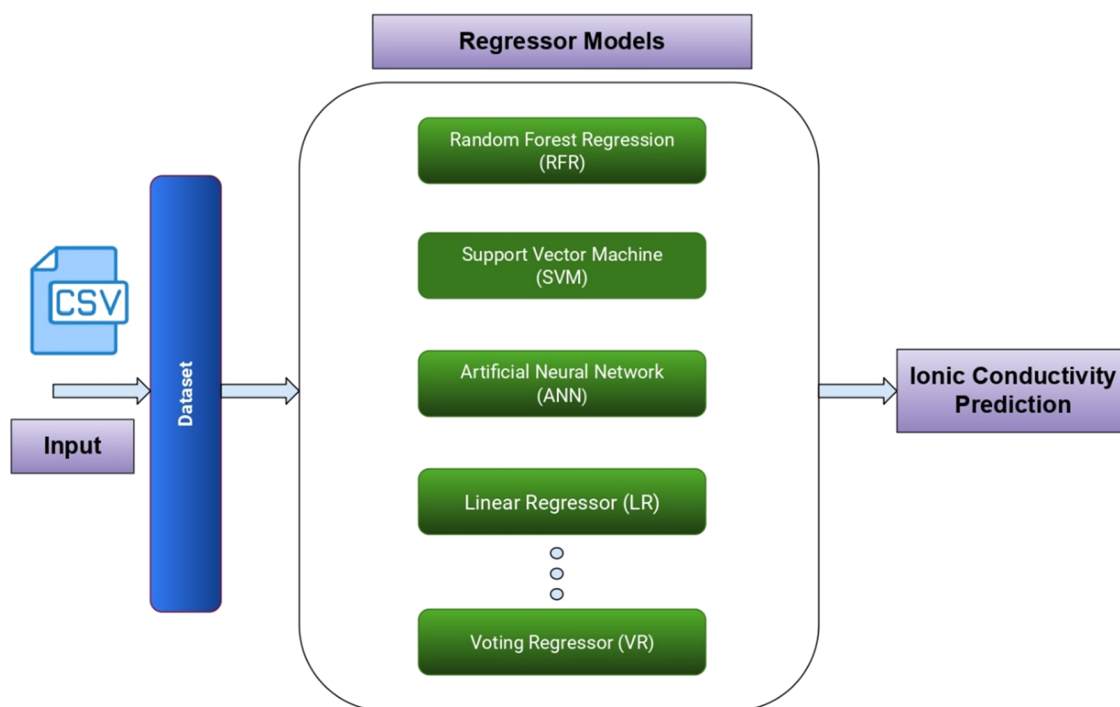 Regressor Models
Random Forest Regression
(RFR)
Support Vector Machine
(SVM)
CSV
Artificial Neural Network
(ANN)
Dataset
Ionic Conductivity
Prediction
Input
Linear Regressor (LR)
Voting Regressor (VR)